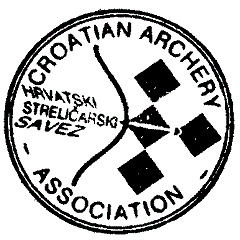 CROATIAN ARCHERY
HRVATSKI
STRELIČARSKI
SAVEZ
- ASSOCIATION -